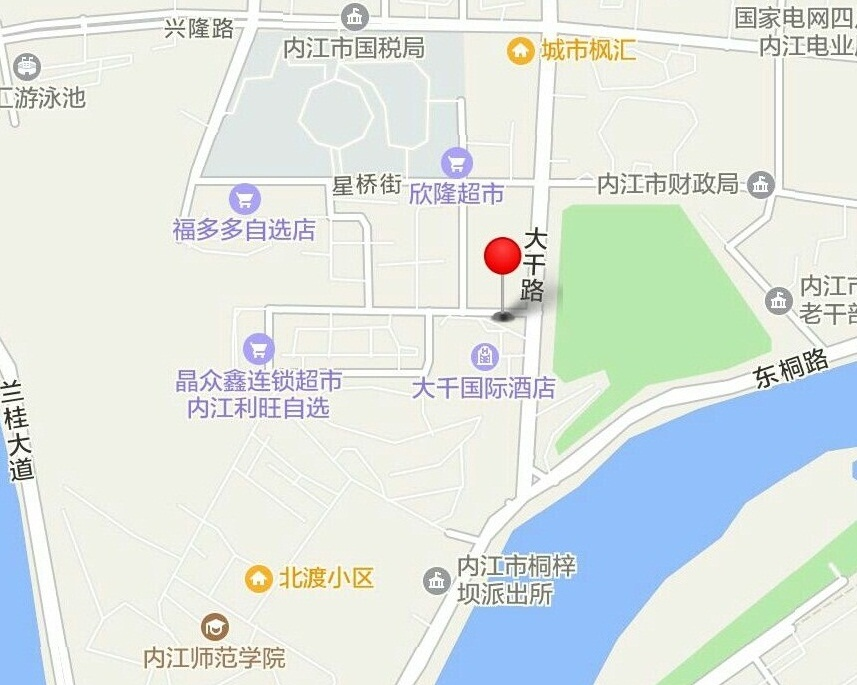 兴隆路
内江市国税局
城市枫汇
国家电网四
内江电业
游泳池
星桥街
欣隆超市
内江市财政局
福多多自选店
大千路
内江市
老干部
晶众鑫连锁超市
内江利旺自选
大千国际酒店
东桐路
兰桂大道
北渡小区
内江市桐梓
坝派出所
内江师范学院